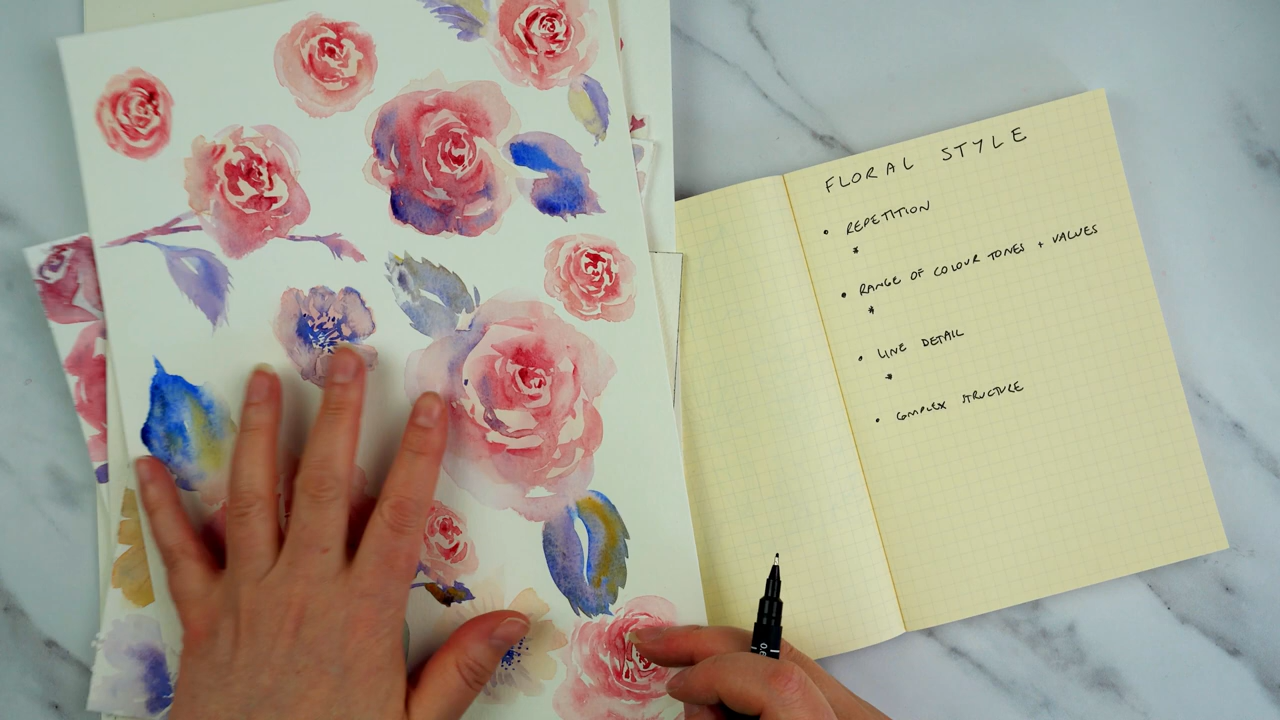 FLORAL STYLE
• REPETITION
*
• RANGE OF COLOUR TONES + VALUES
*
• LINE DETAIL
*
• COMPLEX STRUCTURE